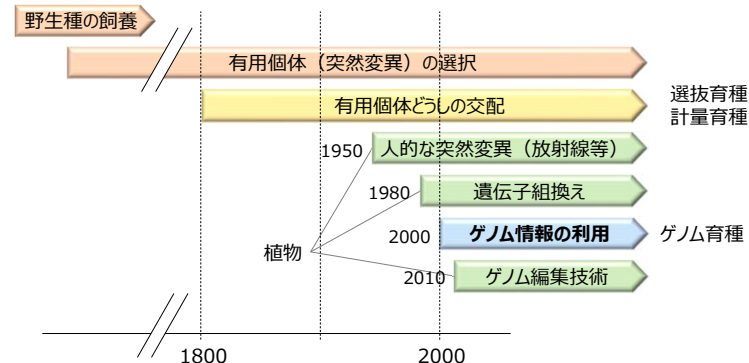 野生種の飼養
有用個体（突然変異）の選択
有用個体どうしの交配
選抜育種
計量育種
1950
人的な突然変異（放射線等）
1980
遺伝子組換え
2000
ゲノム情報の利用
ゲノム育種
植物
2010
ゲノム編集技術
1800
2000